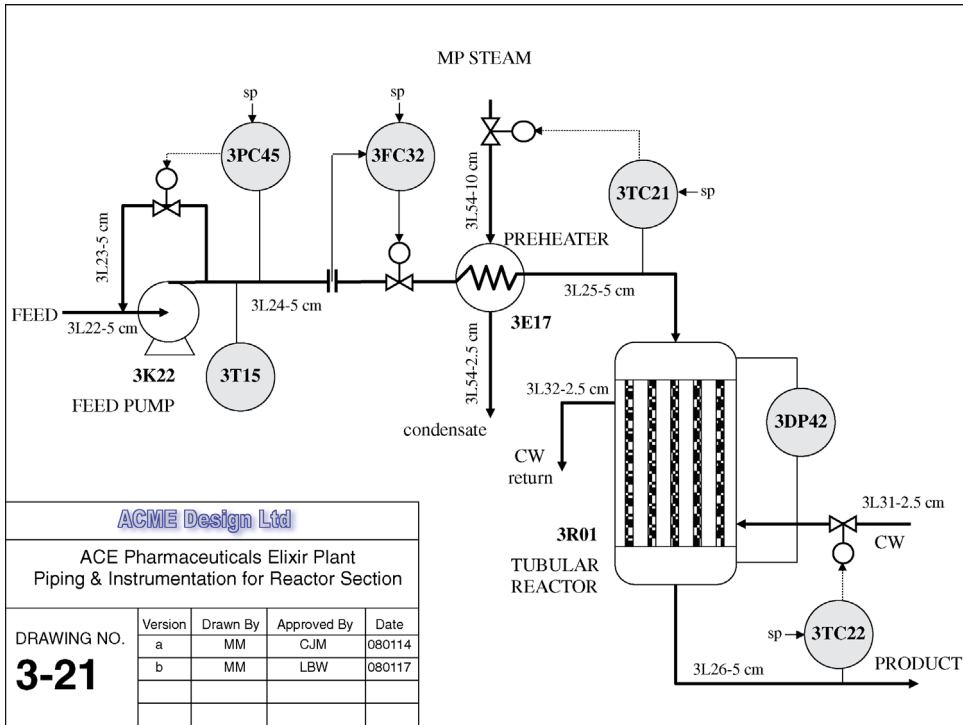 MP STEAM
sp
sp
3PC45
3FC32
3TC21
sp
3L54-10 cm
3L23-5 cm
PREHEATER
3L24-5 cm
3L25-5 cm
FEED
3L22-5 cm
3E17
3K22
FEED PUMP
3T15
3L54-2.5 cm
condensate
3L32-2.5 cm
CW
return
3DP42
3L31-2.5 cm
CW
3R01
TUBULAR
REACTOR
sp
3TC22
3L26-5 cm
PRODUCT
ACME Design Ltd
ACE Pharmaceuticals Elixir Plant
Piping & Instrumentation for Reactor Section
DRAWING NO.
3-21
Version Drawn By Approved By Date
a MM CJM 080114
b MM LBW 080117